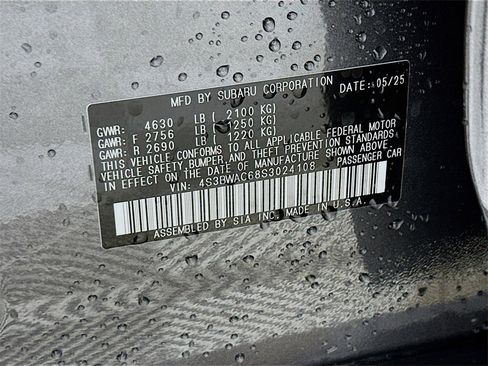 MFD BY SUBARU CORPORATION DATE: 05/25
GVWR: 4630 LB ( 2100 KG)
GAWR: F 2756 LB ( 1250 KG)
GAWR: R 2690 LB ( 1220 KG)
THIS VEHICLE CONFORMS TO ALL APPLICABLE FEDERAL MOTOR
VEHICLE SAFETY, BUMPER, AND THEFT PREVENTION STANDARDS
IN EFFECT ON THE DATE OF MANUFACTURE SHOWN ABOVE.
VIN: 4S3BWAC68S3024108 PASSENGER CAR
ASSEMBLED BY SIA INC. MADE IN U.S.A.